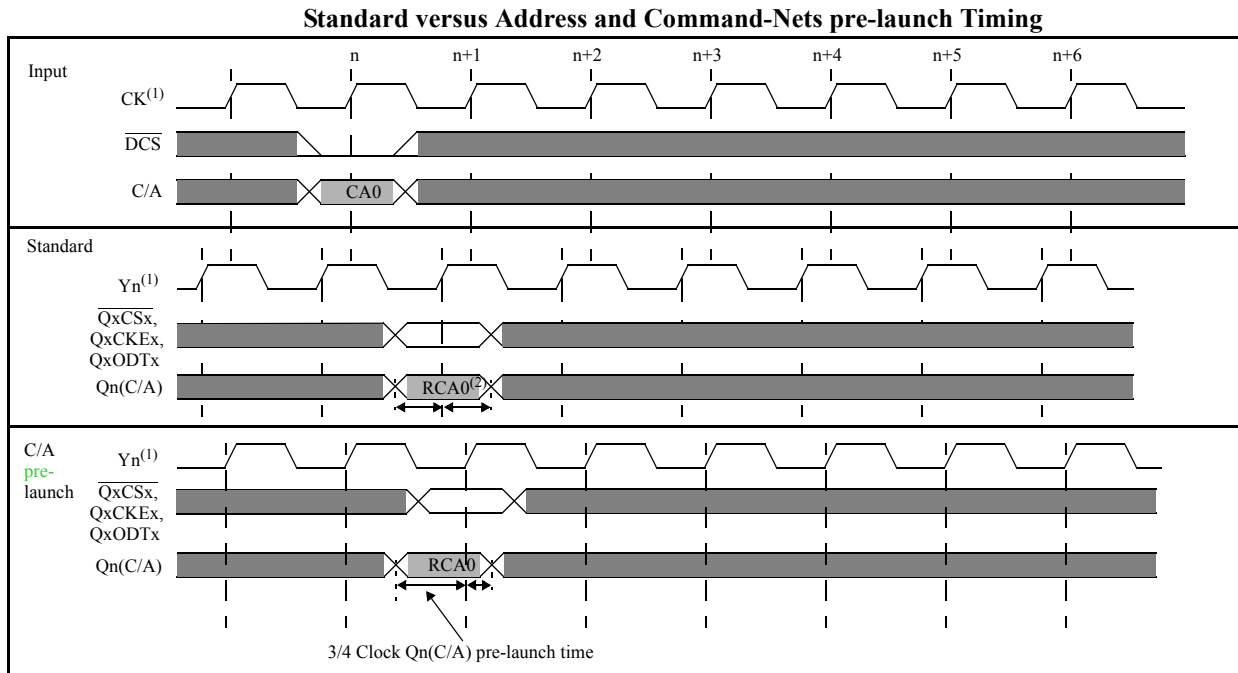 Standard versus Address and Command-Nets pre-launch Timing
n n+1 n+2 n+3 n+4 n+5 n+6
Input
CK(1)
DCS
C/A
CA0
Standard
Yn(1)
QxCSx,
QxCKEx,
QxODTx
Qn(C/A)
RCA0(2)
C/A
pre-
launch
Yn(1)
QxCSx,
QxCKEx,
QxODTx
Qn(C/A)
RCA0
3/4 Clock Qn(C/A) pre-launch time